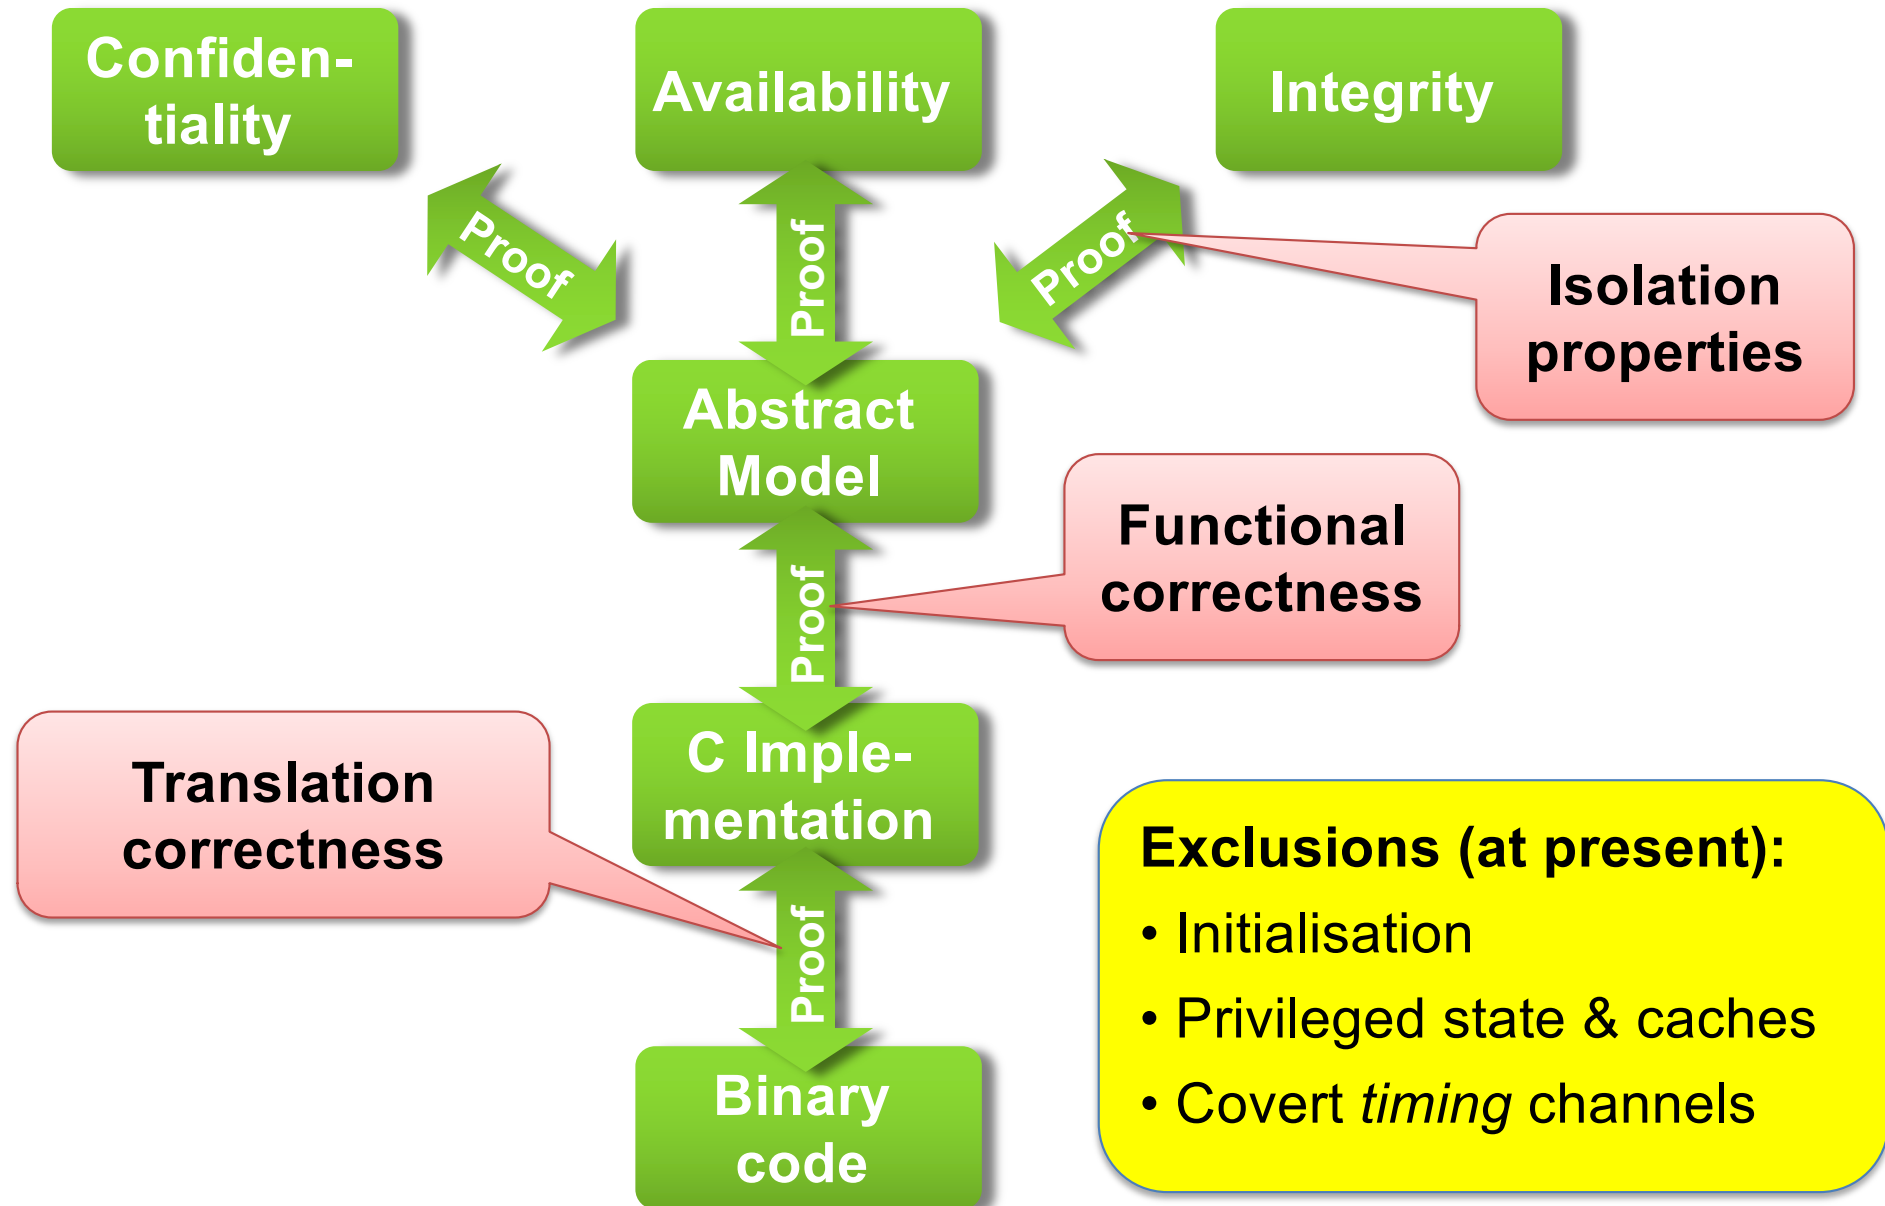 Confiden-
tiality
Availability
Integrity
Proof
Proof
Proof
Isolation
properties
Abstract
Model
Functional
correctness
Proof
C Imple-
mentation
Translation
correctness
Proof
Binary
code
Exclusions (at present):
• Initialisation
• Privileged state & caches
• Covert timing channels